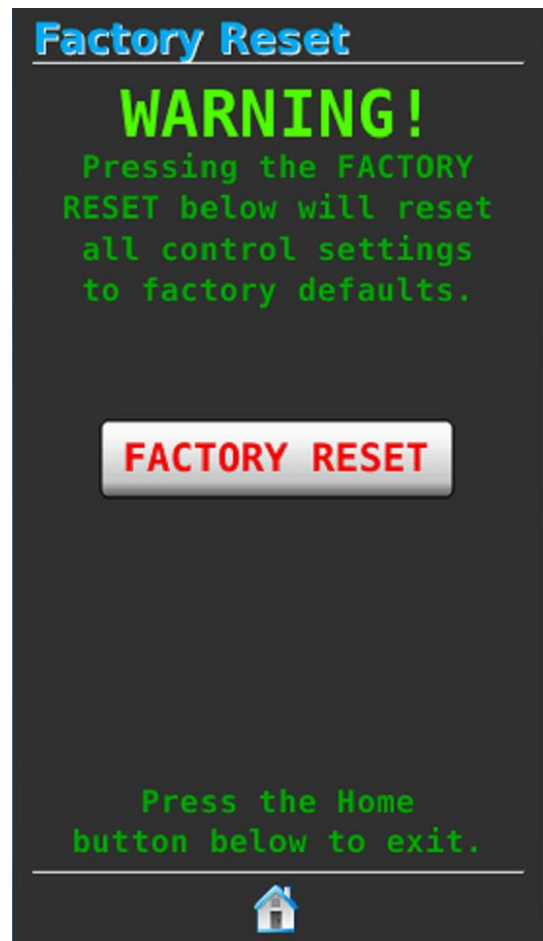 Factory Reset
WARNING!
Pressing the FACTORY
RESET below will reset
all control settings
to factory defaults.
FACTORY RESET
Press the Home
button below to exit.